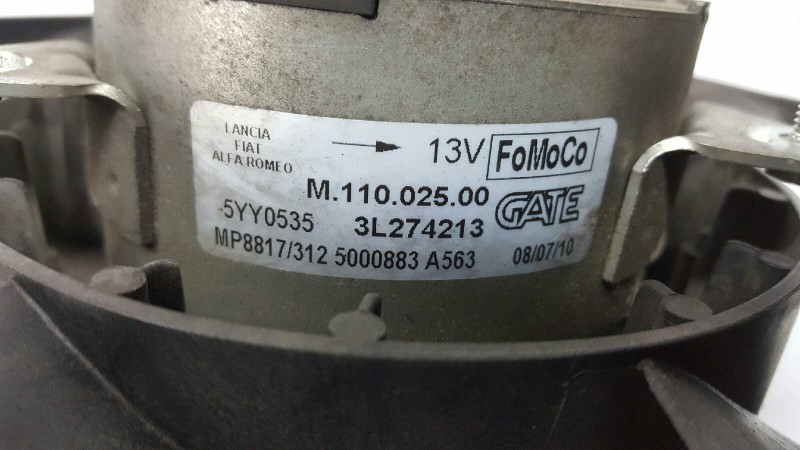 LANCIA
FIAT
ALFA ROMEO
13V FoMoCo
M.110.025.00
GATE
-5YY0535 3L274213
MP8817/312 5000883 A563 08/07/10